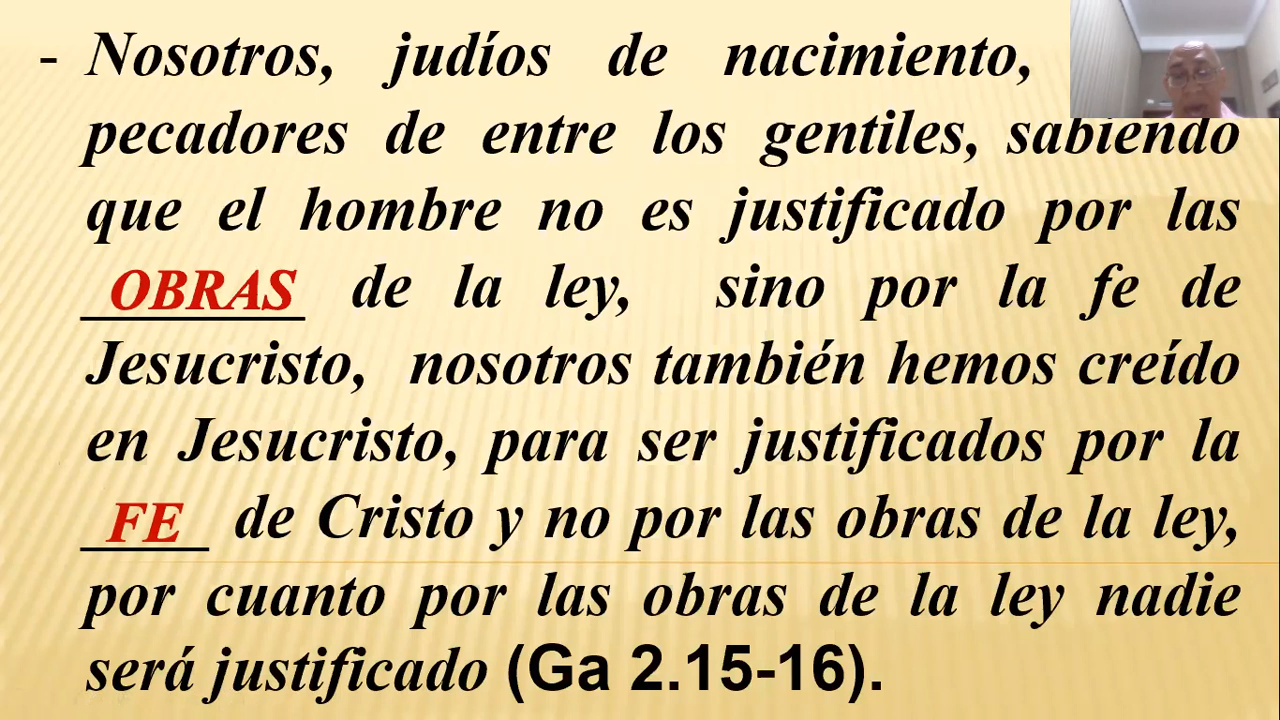 - Nosotros, judíos de nacimiento,
pecadores de entre los gentiles, sabiendo
que el hombre no es justificado por las
OBRAS de la ley, sino por la fe de
Jesucristo, nosotros también hemos creído
en Jesucristo, para ser justificados por la
FE de Cristo y no por las obras de la ley,
por cuanto por las obras de la ley nadie
será justificado (Ga 2.15-16).